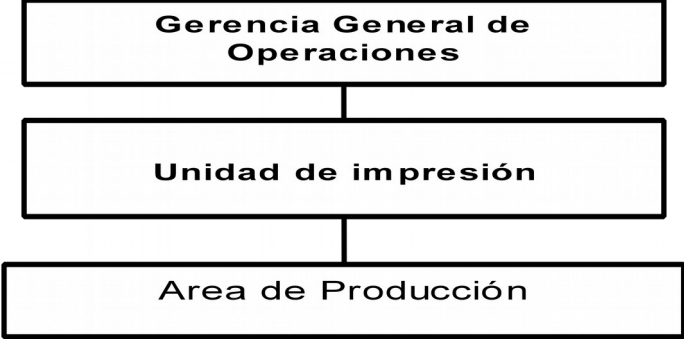 Gerencia General de
Operaciones
Unidad de impresión
Area de Producción